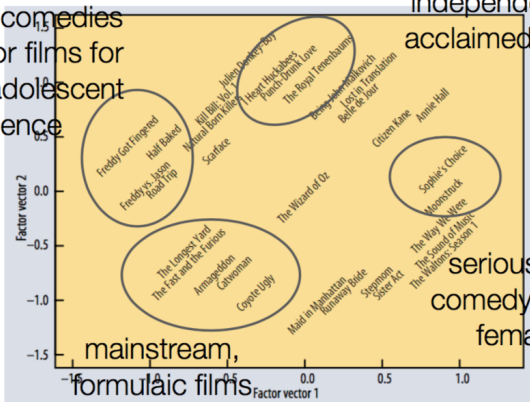 comedies
or films for
adolescent
ence
independ
acclaimed
1.5
Julien Donkey-Boy
I Heart Huckabees
Punch-Drunk Love
The Royal Tenenbaums
Kill Bill: Vol.
Natural Born Killers
Being John Malkovich
Lost in Translation
Belle de Jour
Scarface
Citizen Kane
Annie Hall
Freddy Got Fingered
Half Baked
Freddy vs. Jason
Road Trip
Sophie's Choice
Moonstruck
The Wizard of Oz
The Way We Were
The Sound of Music
The Waltons: Season 1
The Longest Yard
The Fast and the Furious
Armageddon
Catwoman
Coyote Ugly
Maid in Manhattan
Runaway Bride
Stepmom
Sister Act
0.5
0.0
−0.5
−1.0
−1.5
Factor vector 2
serious
comedy
fema
mainstream,
formulaic films
0.0
0.5
1.0
Factor vector 1